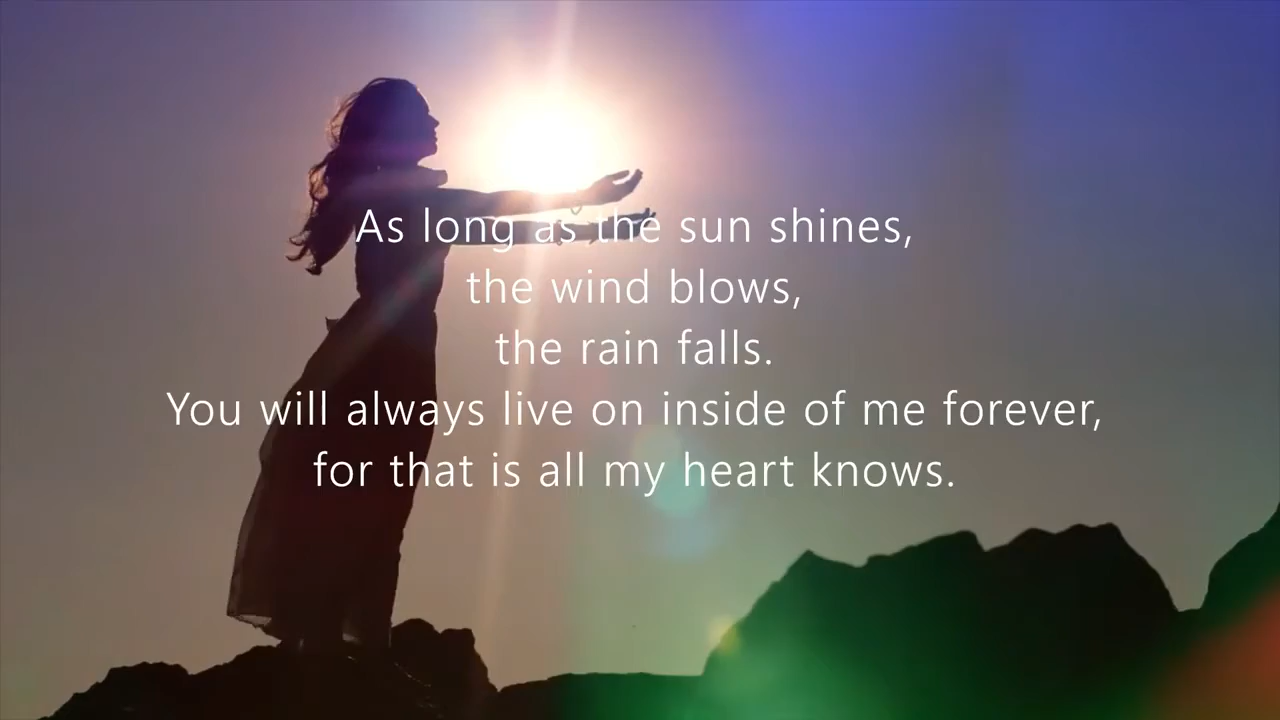 As long as the sun shines,
the wind blows,
the rain falls.
You will always live on inside of me forever,
for that is all my heart knows.